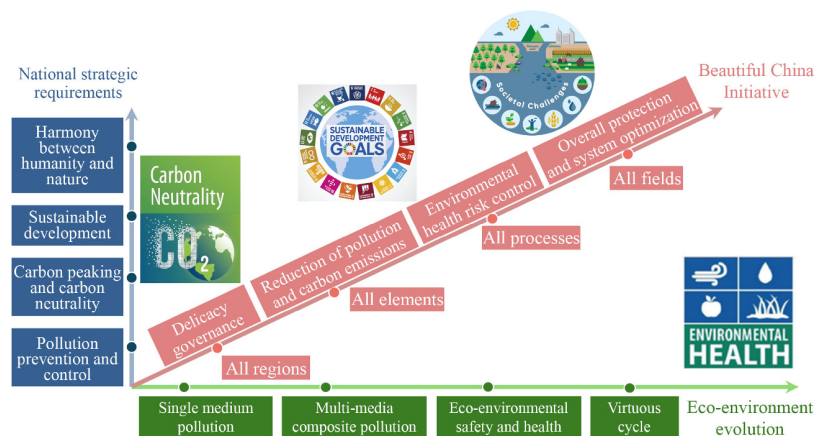 National strategic
requirements
Harmony
between
humanity and
nature
Sustainable
development
Carbon peaking and carbon
neutrality
Pollution
prevention and
control
Carbon
Neutrality
CO2
SUSTAINABLE
DEVELOPMENT
GOALS
Societal Challenges
Beautiful China
Initiative
Delicacy
governance
Reduction of pollution
and carbon emissions
Environmental
health risk control
Overall protection
and system optimization
All regions
All elements
All processes
All fields
ENVIRONMENTAL
HEALTH
Single medium
pollution
Multi-media
composite pollution
Eco-environmental
safety and health
Virtuous
cycle
Eco-environment
evolution